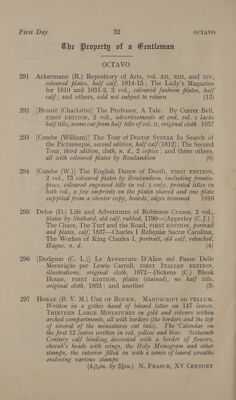 First Day 52 OCTAVO
The Property of a Gentleman
OCTAVO
291 Ackermann (R.) Repository of Arts, vol. XII, XIII, and XIV,
coloured plates, half calf, 1814-15; The Lady's Magazine
for 1810 and 1831-2, 3 vol., coloured fashion plates, half
calf; and others, sold not subject to return (13)
292 [Brontë (Charlotte)] The Professor, A Tale. By Currer Bell,
FIRST EDITION, 2 vol., advertisements at end, vol. 1 lacks
half title, name cut from half title of vol. II, original cloth 1857
293 [Combe (William)] The Tour of Doctor Syntax In Search of
the Picturesque, second edition, half calf [1812]; The Second
Tour, third edition, cloth, n. d., 2 copies; and three others,
all with coloured plates by Rowlandson (6)
294 [Combe (W.)] The English Dance of Death, FIRST EDITION,
2 vol., 73 coloured plates by Rowlandson, including frontis-
piece, coloured engraved title in vol. I only, printed titles in
both vol., a few imprints on the plates shaved and one plate
supplied from a shorter copy, boards, edges trimmed 1816
295 Defoe (D.) Life and Adventures of Robinson Crusoe, 2 vol.,
plates by Stothard, old calf, rubbed, 1790—[Apperley (C.J.)]
The Chace, The Turf and the Road, FIRST EDITION, portrait
and plates, calf, 1837—Charles I Reliquiæ Sacræ Carolinæ,
The Workes of King Charles I, portrait, old calf, rebacked,
Hague, n. d. (4)
296 [Dodgson (C. L.)] Le Avventure D'Alice nel Paese Delle
Meraviglie per Lewis Carroll, FIRST ITALIAN EDITION,
illustrations, original cloth, 1872—Dickens (C.) Bleak
House, FIRST EDITION, plates (stained), no half title,
original cloth, 1853; and another (3)
297 HORAE (B. V. M.) USE OF ROUEN. MANUSCRIPT ON VELLUM.
Written in a gothic hand of bâtard letter on 147 leaves.
THIRTEEN LARGE MINIATURES in gold and colours within
arched compartments, all with borders (the borders and the top
of several of the miniatures cut into). The Calendar on
the first 12 leaves written in red, yellow and blue. Sixteenth
Century calf binding, decorated with a border of flowers,
cherub's heads with wings, the Holy Monogram and other
stamps, the interior filled in with a semis of laurel wreaths
enclosing various stamps
in. by in.) N. FRANCE, XV CENTURY